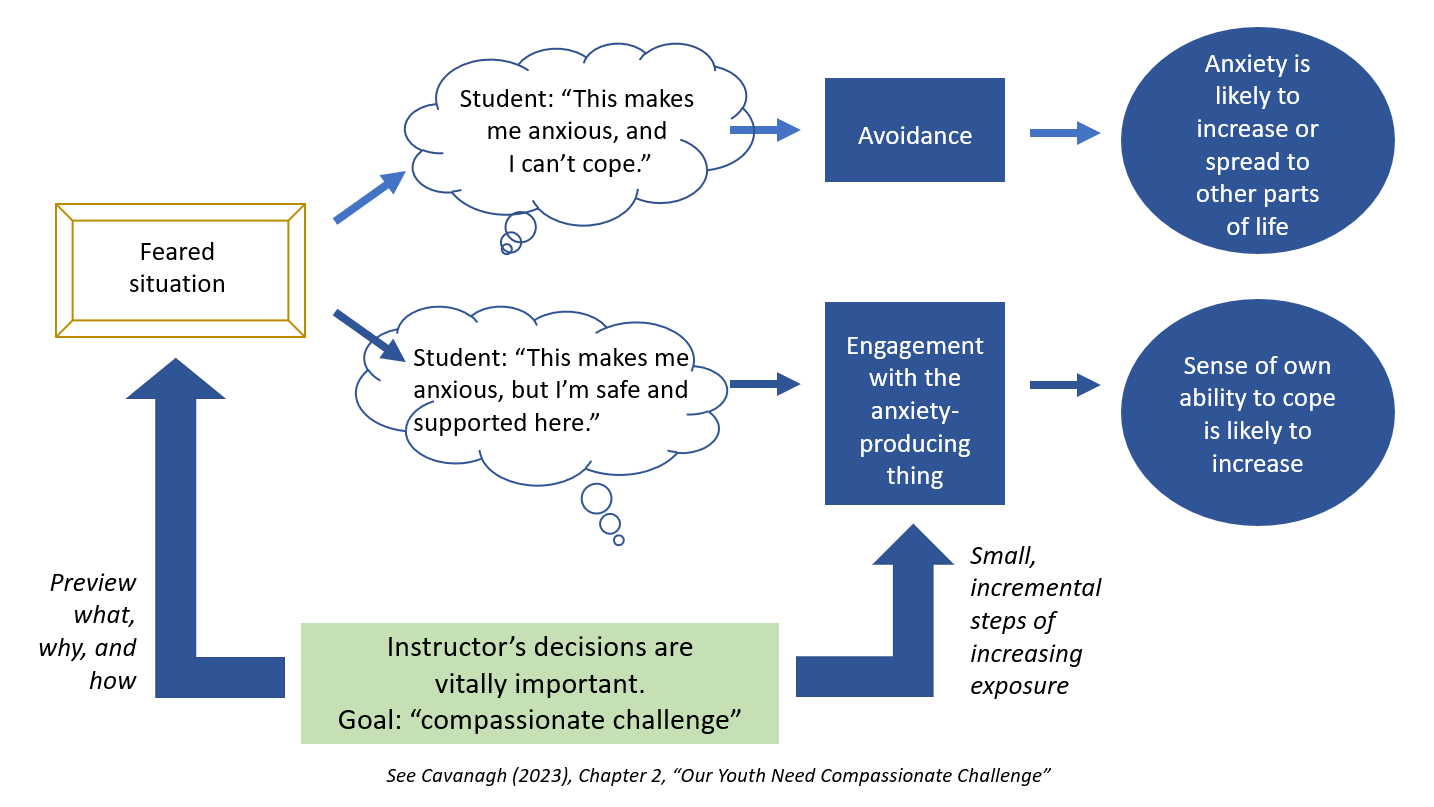 Student: “This makes
me anxious, and
I can’t cope.”
Avoidance
Anxiety is
likely to
increase or
spread to
other parts
of life
Feared
situation
Student: “This makes me
anxious, but I’m safe and
supported here.”
Engagement
with the
anxiety-
producing
thing
Sense of own
ability to cope
is likely to
increase
Preview
what,
why, and
how
Instructor’s decisions are
vitally important.
Goal: “compassionate challenge”
Small,
incremental
steps of
increasing
exposure
See Cavanagh (2023), Chapter 2, “Our Youth Need Compassionate Challenge”